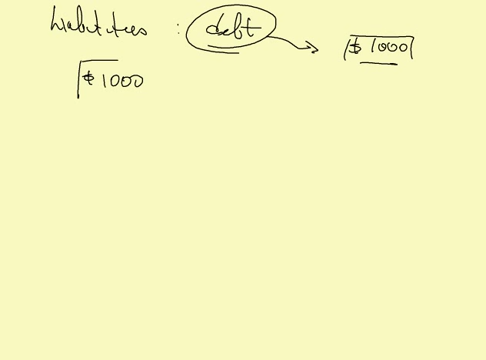 Liabilities : debt → $ 1000
$ 1000